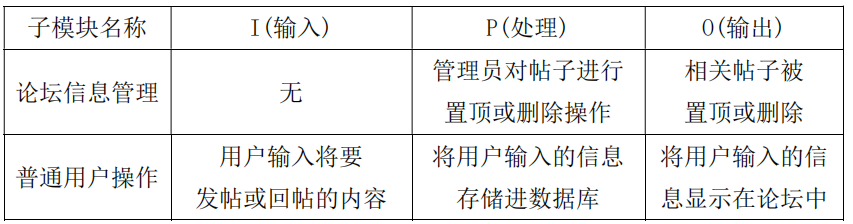 子模块名称 I(输入) P(处理) O(输出)
论坛信息管理 无 管理员对帖子进行
置顶或删除操作 相关帖子被
置顶或删除
普通用户操作 用户输入将要
发帖或回帖的内容 将用户输入的信息
存储进数据库 将用户输入的信
息显示在论坛中